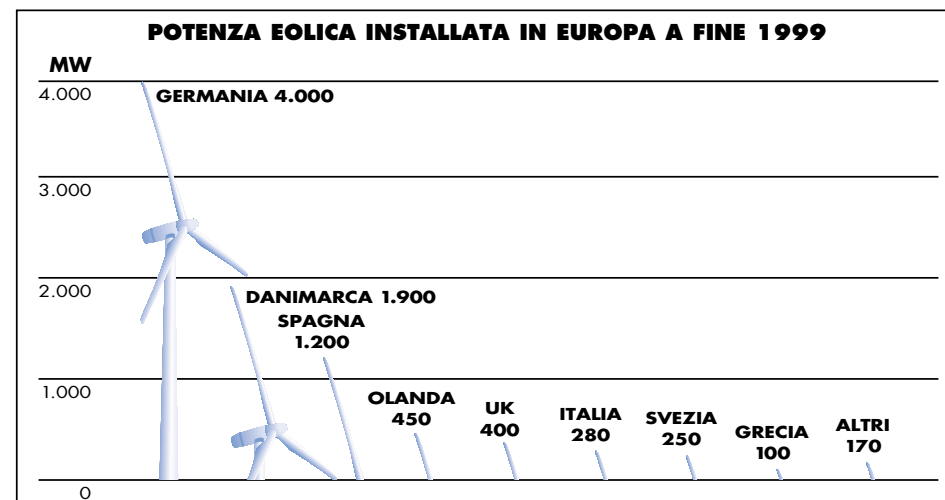 POTENZA EOLICA INSTALLATA IN EUROPA A FINE 1999
MW
4.000
GERMANIA 4.000
3.000
2.000
DANIMARCA 1.900
SPAGNA
1.200
1.000
OLANDA
450
UK
400
ITALIA
280
SVEZIA
250
GRECIA
100
ALTRI
170
0